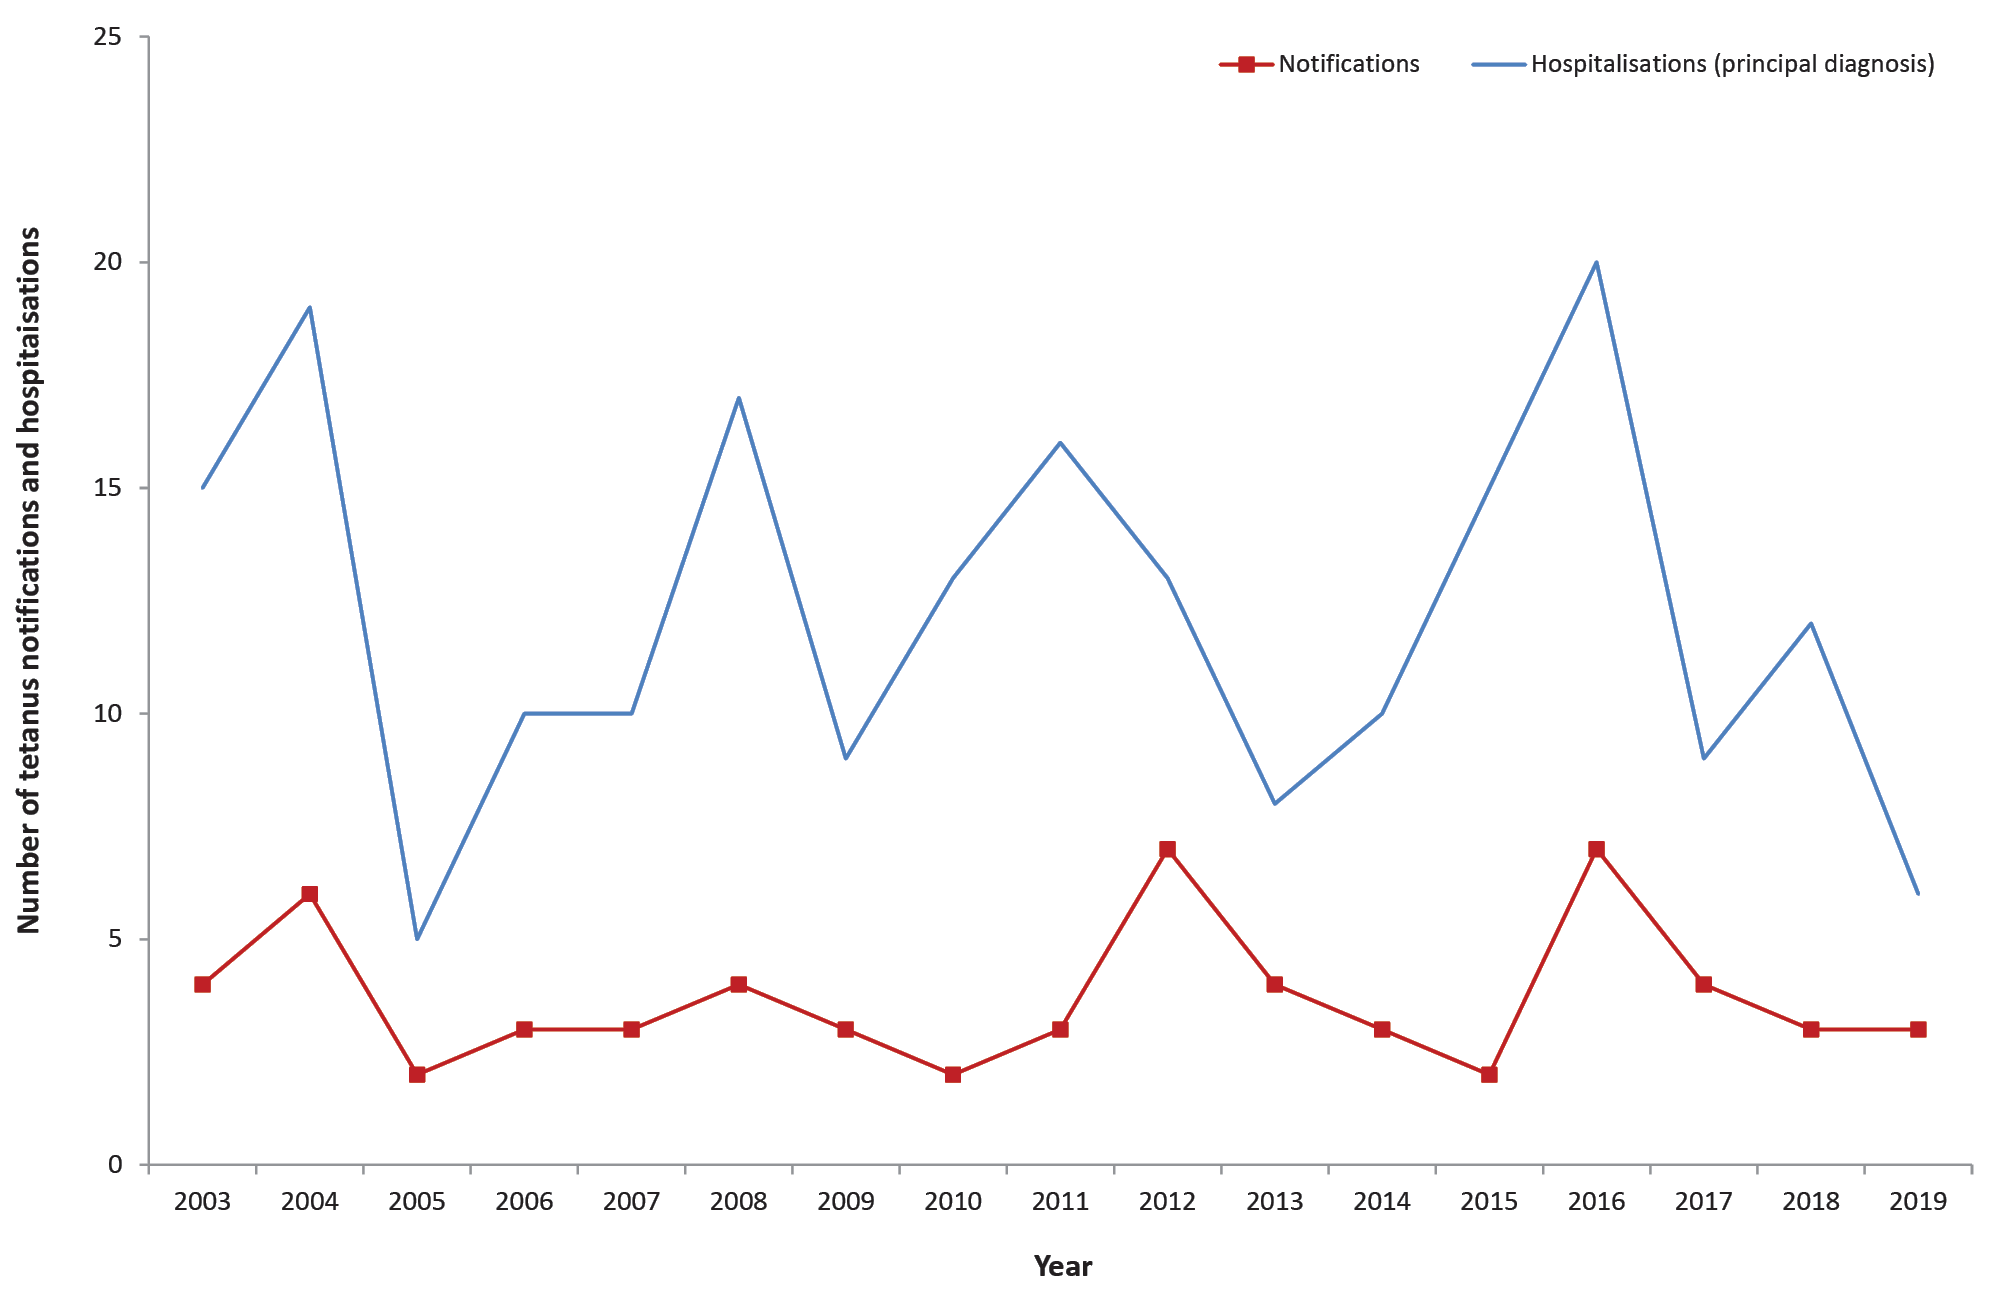 25
Notifications
Hospitalisations (principal diagnosis)
20
15
10
5
0
Number of tetanus notifications and hospitaisations
2003 2004 2005 2006 2007 2008 2009 2010 2011 2012 2013 2014 2015 2016 2017 2018 2019
Year